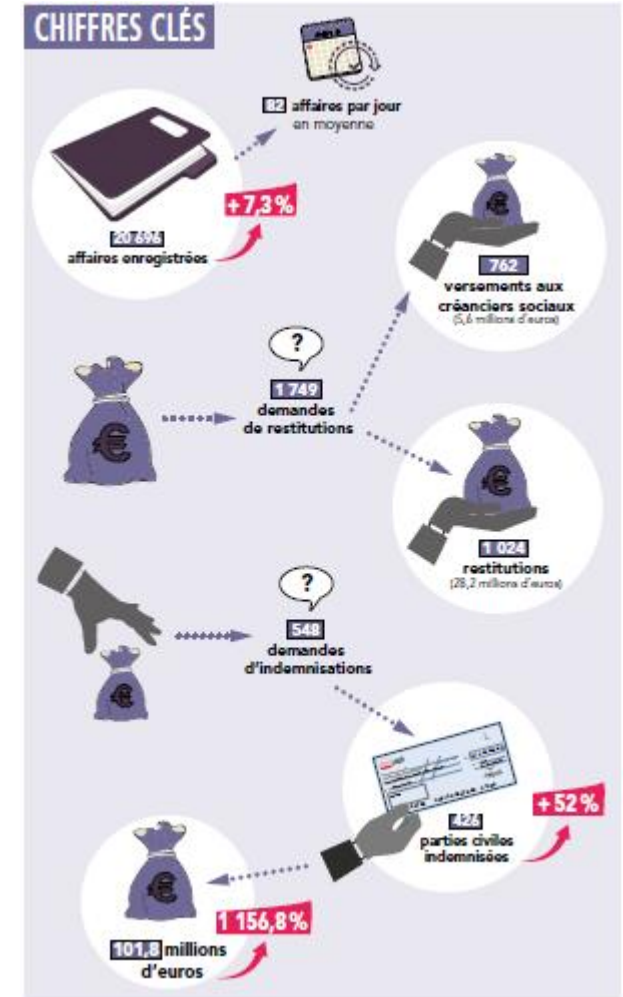 CHIFFRES CLÉS
82 affaires par jour
en moyenne
+7,3%
20 696
affaires enregistrées
762
versements aux
créanciers sociaux
(5,6 millions d'euros)
?
1 749
demandes
de restitutions
1 024
restitutions
(28,2 millions d'euros)
?
548
demandes
d'indemnisations
426
parties civiles
indemnisées
+52%
1 156,8%
101,8 millions
d'euros